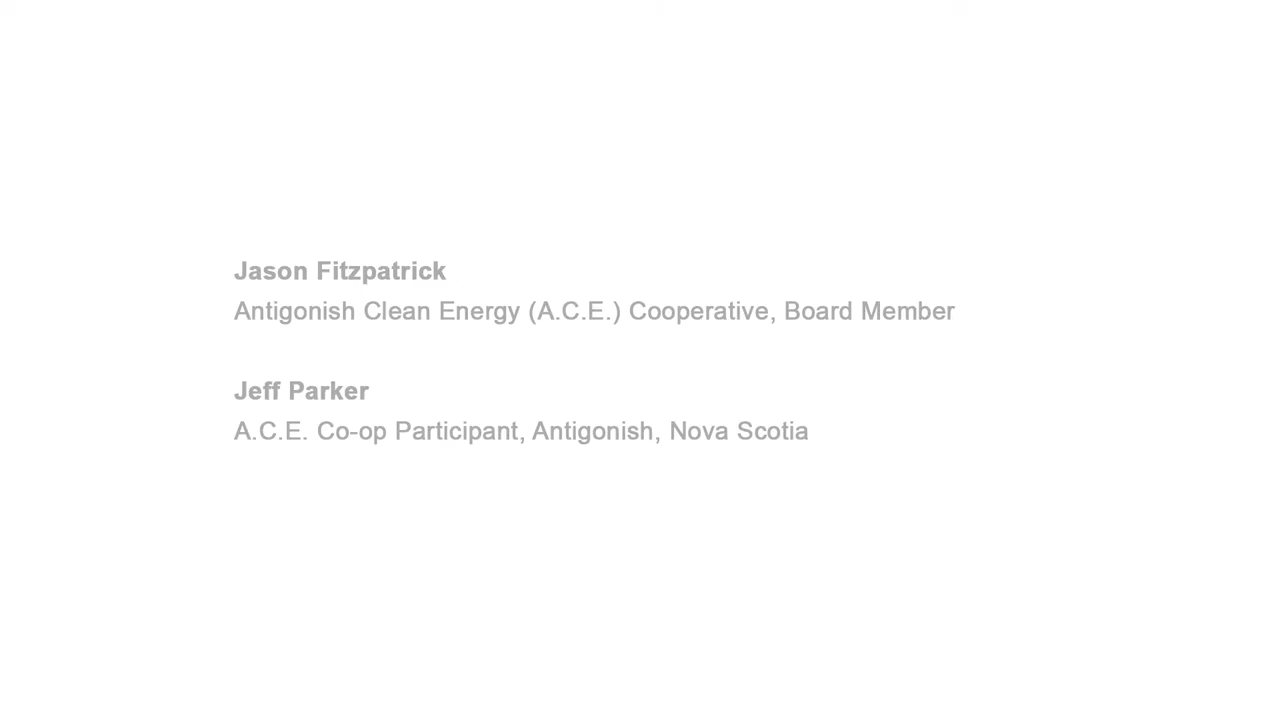 Jason Fitzpatrick
Antigonish Clean Energy (A.C.E.) Cooperative, Board Member
Jeff Parker
A.C.E. Co-op Participant, Antigonish, Nova Scotia